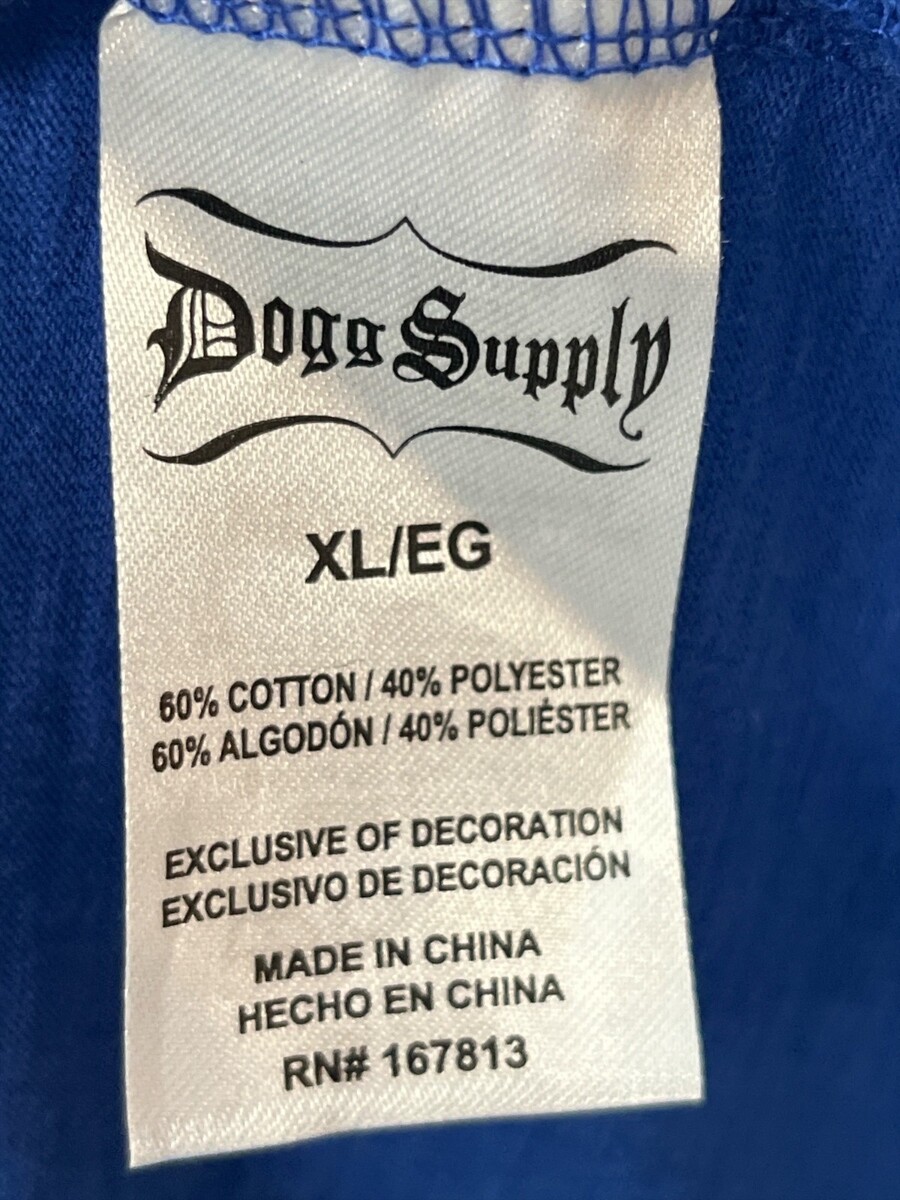 Dogg Supply
XL/EG
60% COTTON / 40% POLYESTER
60% ALGODÓN / 40% POLIÉSTER
EXCLUSIVE OF DECORATION
EXCLUSIVO DE DECORACIÓN
MADE IN CHINA
HECHO EN CHINA
RN# 167813